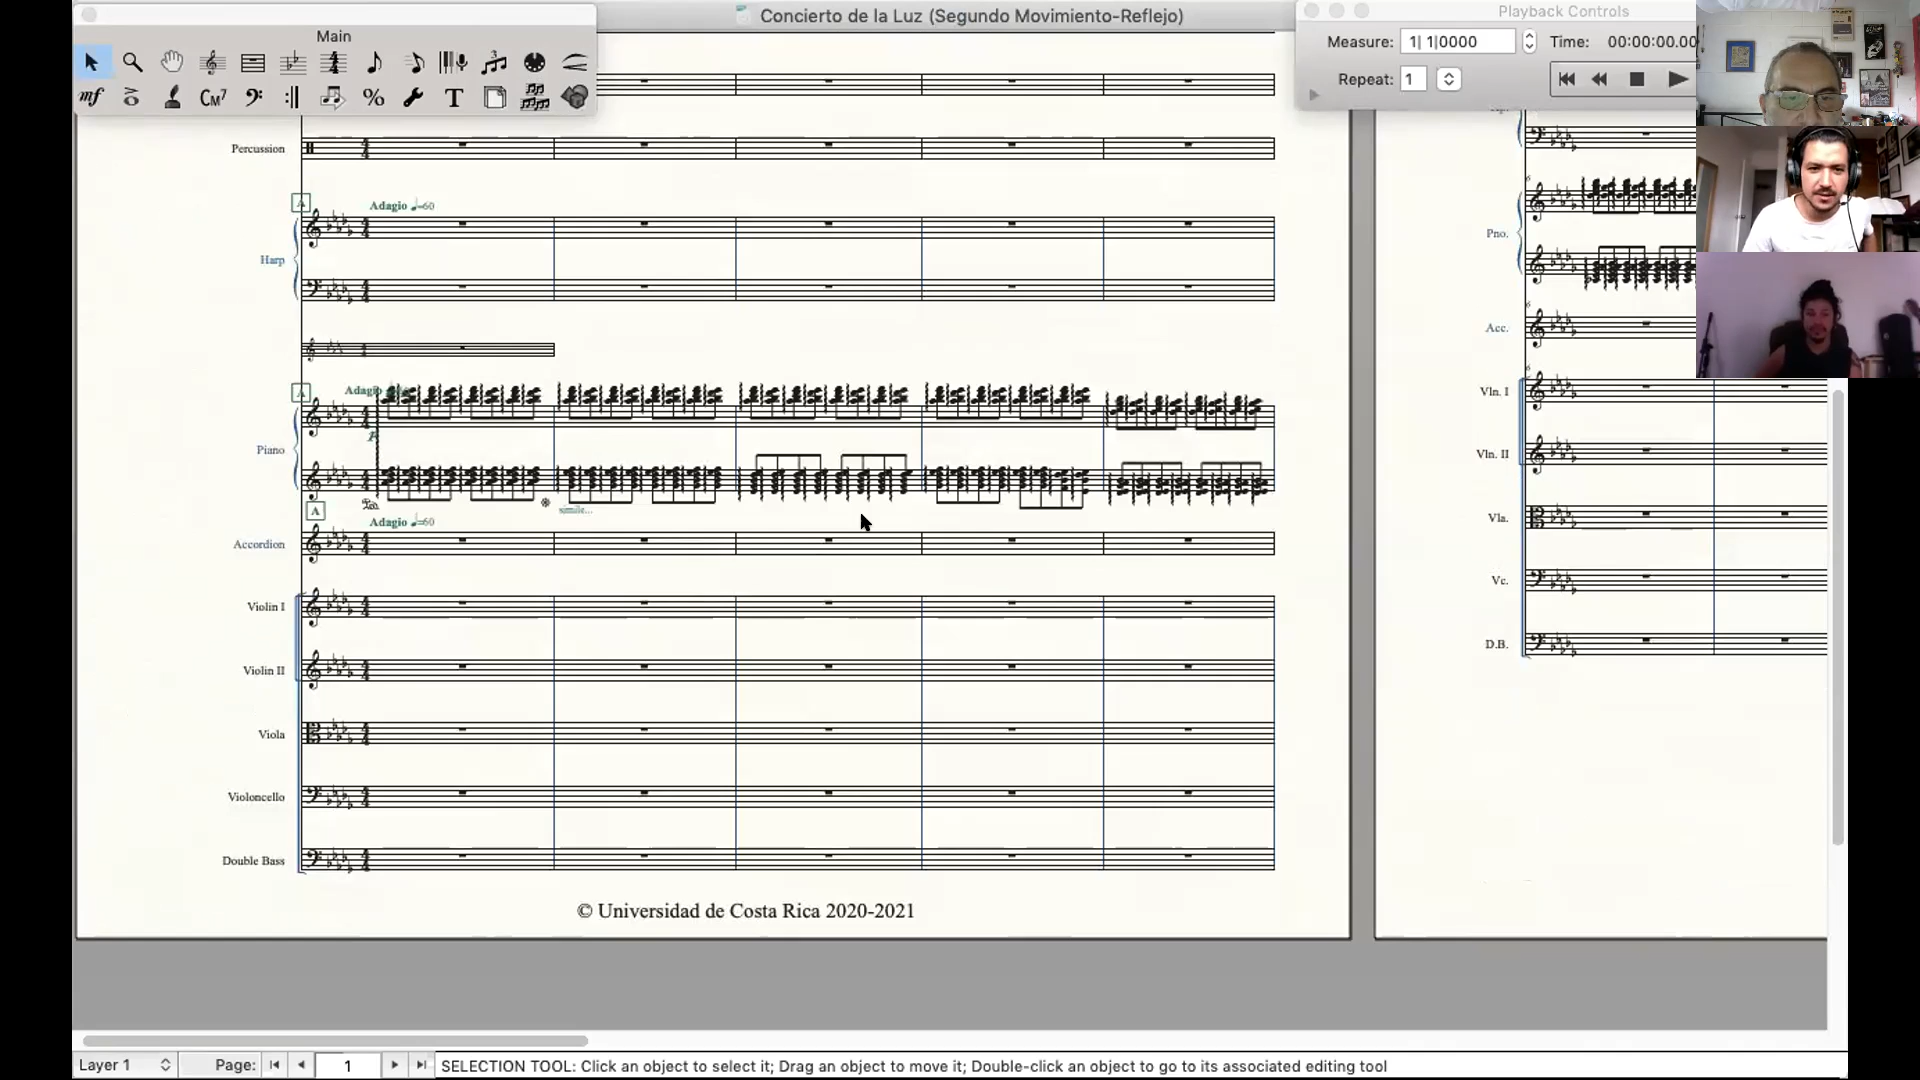 Concierto de la Luz (Segundo Movimiento-Reflejo)
Main
mf
CM7
%
T
Playback Controls
Measure: 1| 1|0000
Time: 00:00:00.00
Repeat: 1
Percussion
A
Adagio ♩=60
Harp
A
Adagio
Piano
simile...
A
Adagio ♩=60
Accordion
Violin I
Violin II
Viola
Violoncello
Double Bass
© Universidad de Costa Rica 2020-2021
Pno.
Acc.
Vln. I
Vln. II
Vla.
Vc.
D.B.
Layer 1
Page: 1
SELECTION TOOL: Click an object to select it; Drag an object to move it; Double-click an object to go to its associated editing tool